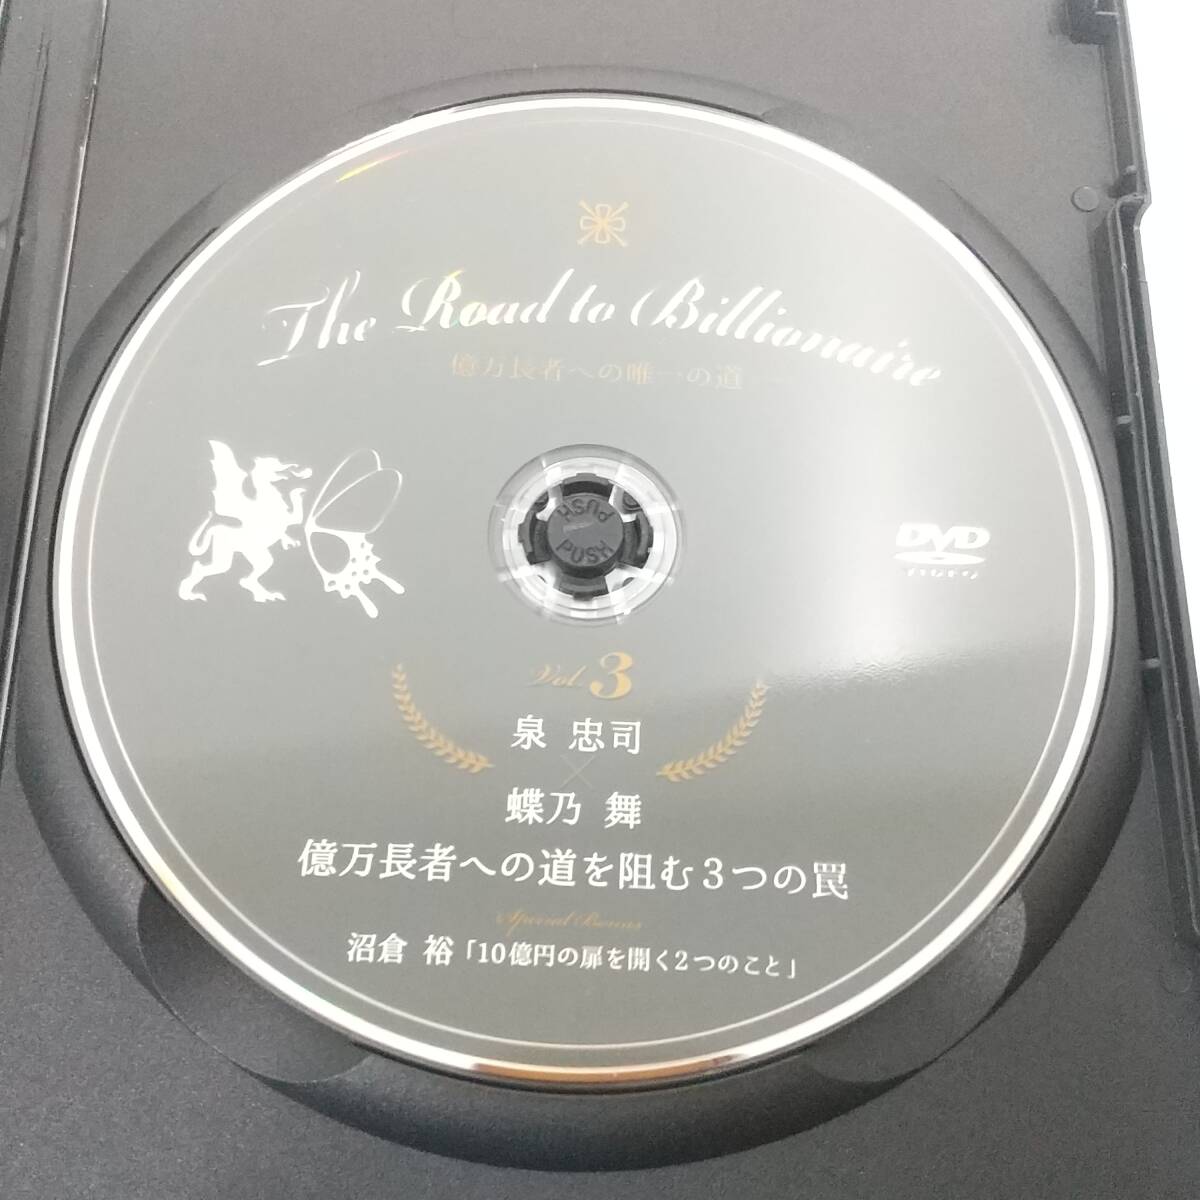 The Road to Billionaire
億万長者への唯一の道
PUSH
PUSH
DVD
Vol 3
泉 忠司
×
蝶乃 舞
億万長者への道を阻む3つの罠
Special Bonus
沼倉 裕「10億円の扉を開く2つのこと」